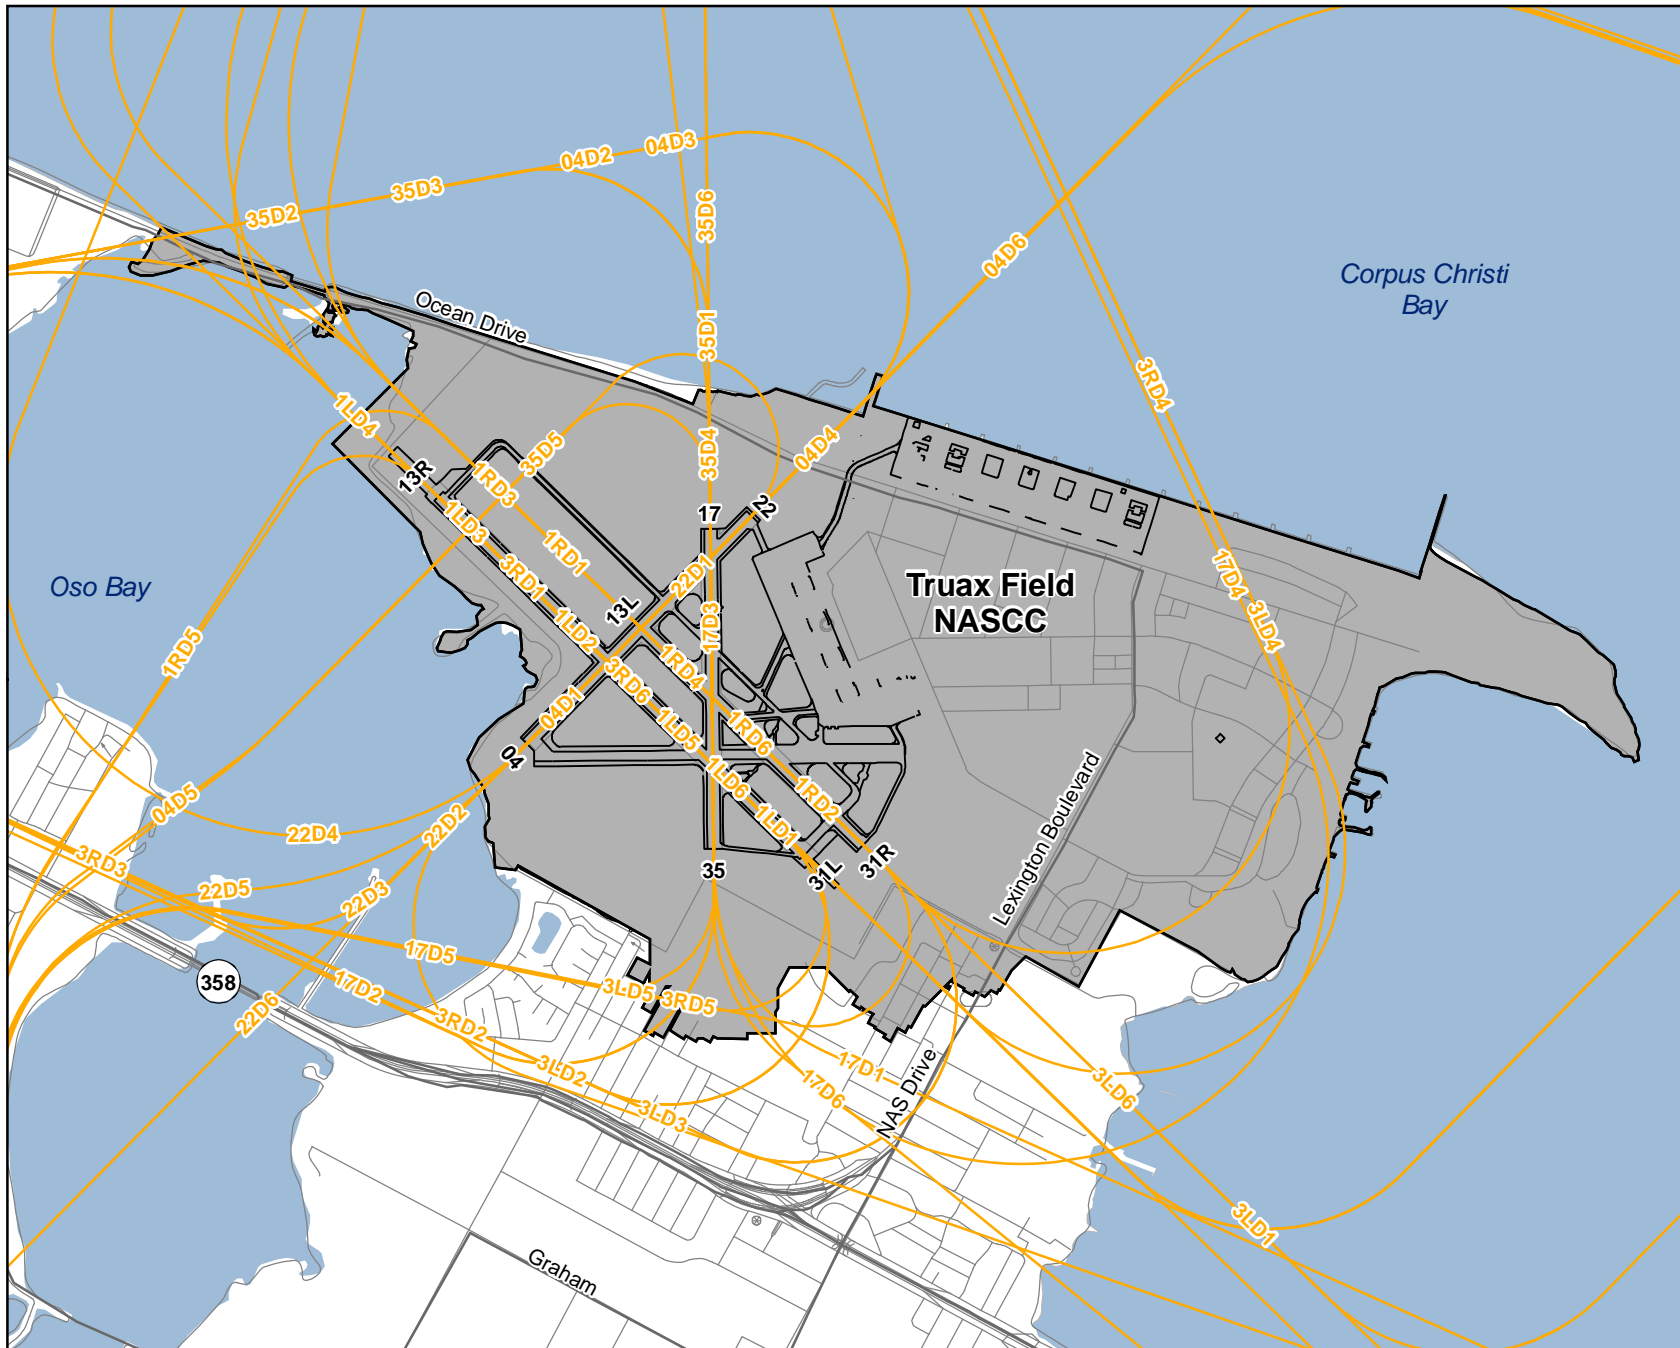 04D3
04D2
35D3
35D2
35D6
04D6
Corpus Christi
Bay
Ocean Drive
35D1
3RD4
1LD4
35D5
04D4
35D4
13R
1RD3
17
22
1LD3
1RD1
3RD1
22D1
17D4
Oso Bay
Truax Field
NASCC
13L
1LD2
17D3
3LD4
1RD5
3RD6
1RD4
04D1
1LD5
1RD6
04
1LD6
1RD2
Lexington Boulevard
04D5
22D4
22D2
1LD1
3RD3
35
31L
31R
22D5
22D3
17D5
358
17D2
3LD5
3RD5
22D6
3RD2
3LD2
17D1
17D6
NAS Drive
3LD6
3LD3
3LD1
Graham